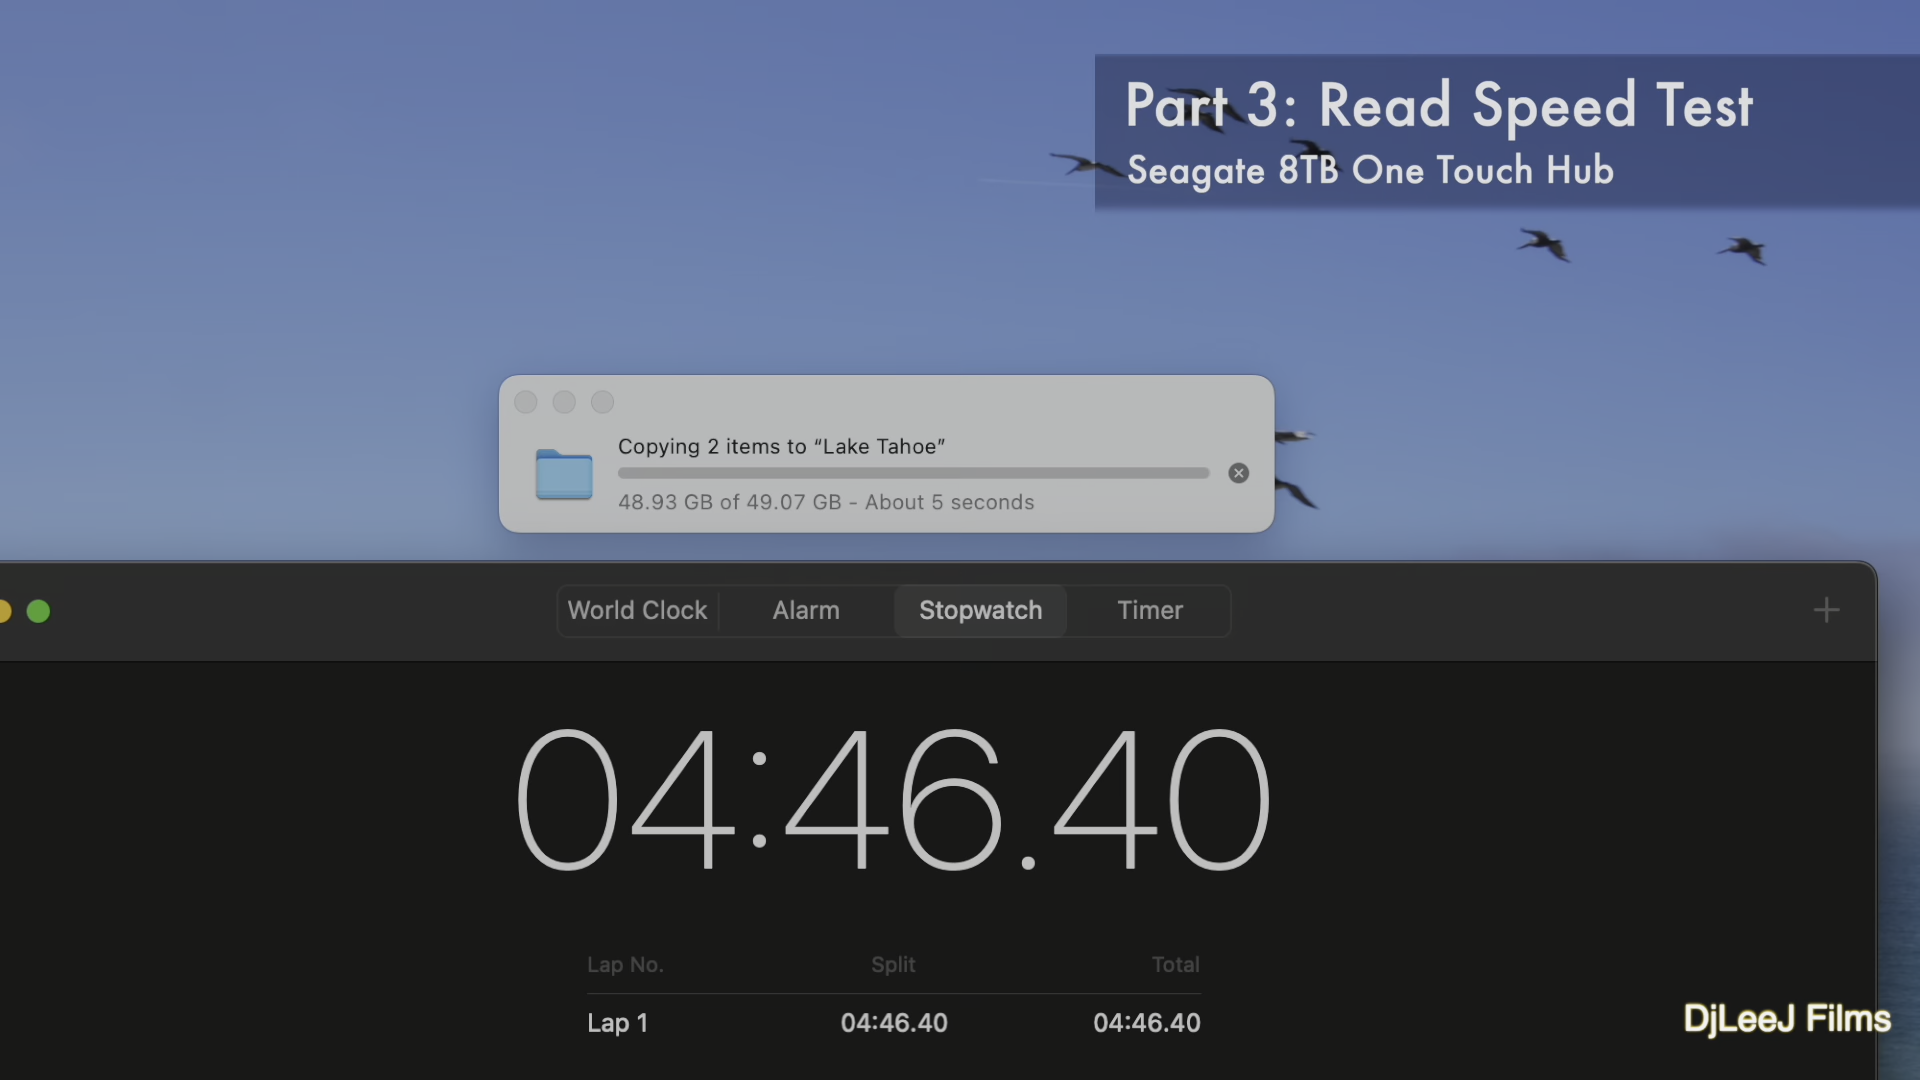 Part 3: Read Speed Test
Seagate 8TB One Touch Hub
Copying 2 items to “Lake Tahoe”
48.93 GB of 49.07 GB - About 5 seconds
World Clock Alarm Stopwatch Timer
04:46.40
Lap No. Split Total
Lap 1 04:46.40 04:46.40
DjLeeJ Films